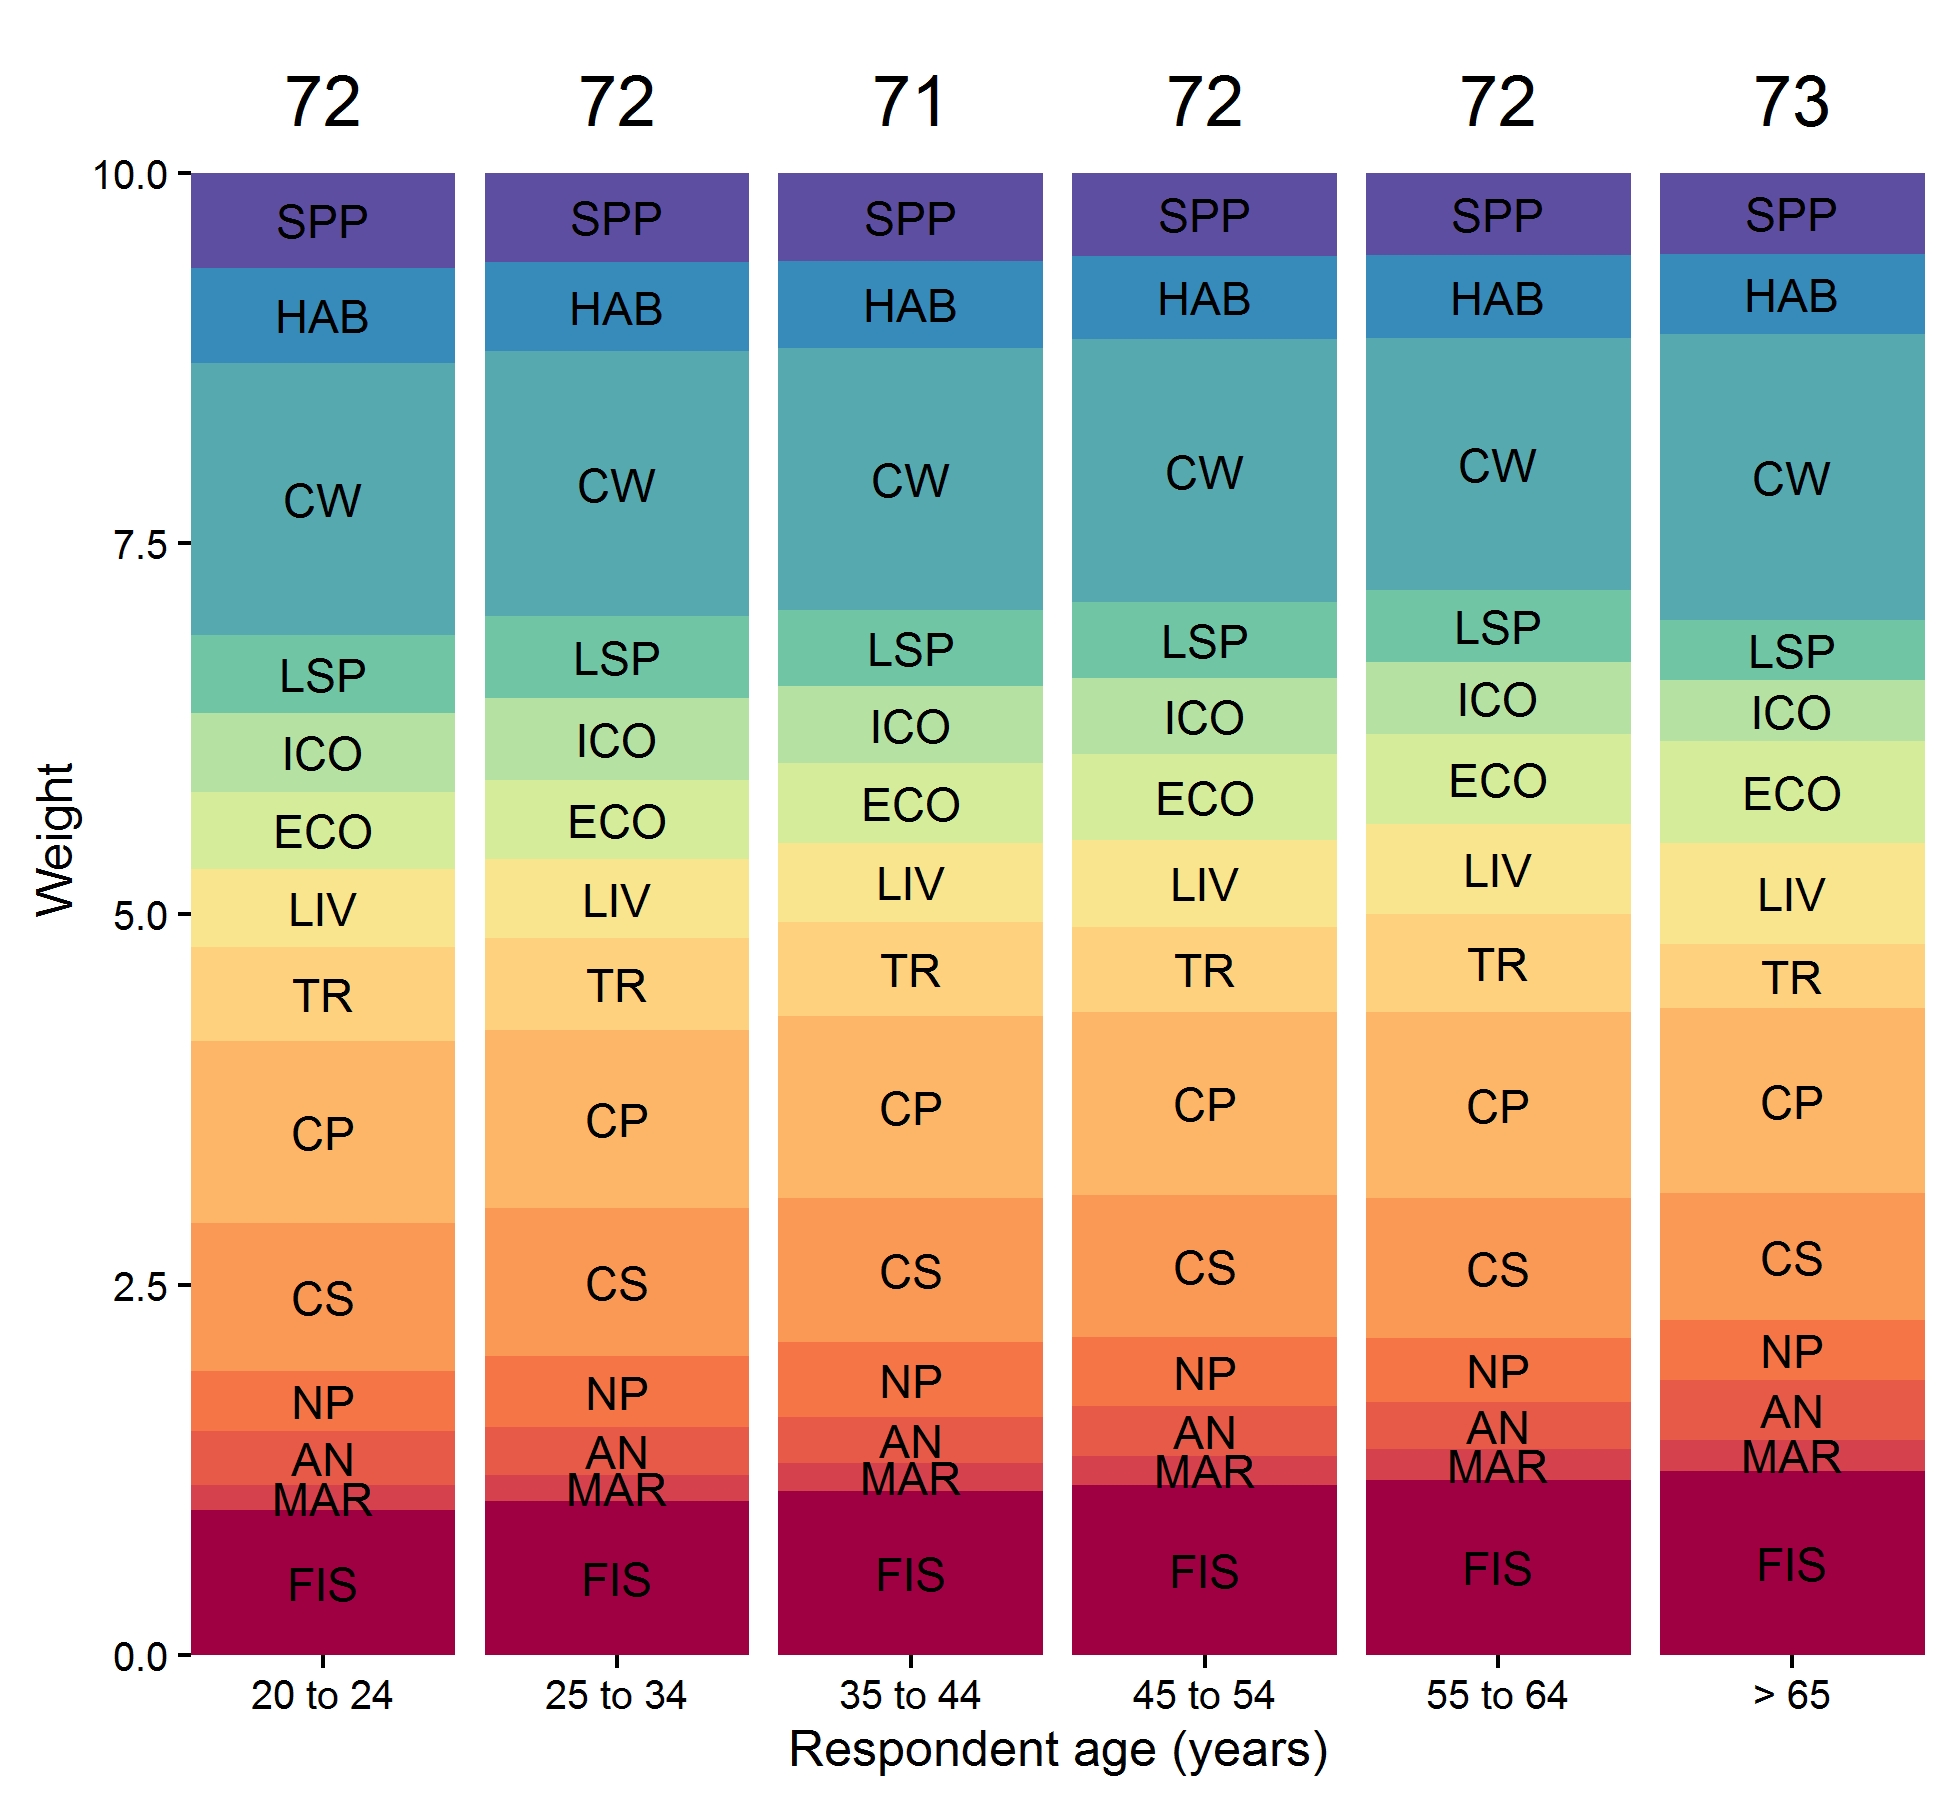 72 72 71 72 72 73
10.0
SPP SPP SPP SPP SPP SPP
HAB HAB HAB HAB HAB HAB
CW CW CW CW CW CW
7.5
LSP LSP LSP LSP LSP LSP
ICO ICO ICO ICO ICO ICO
ECO ECO ECO ECO ECO ECO
Weight
LIV LIV LIV LIV LIV LIV
5.0
TR TR TR TR TR TR
CP CP CP CP CP CP
CS CS CS CS CS CS
2.5
NP NP NP NP NP NP
AN AN AN AN AN AN
MAR MAR MAR MAR MAR MAR
FIS FIS FIS FIS FIS FIS
0.0
20 to 24 25 to 34 35 to 44 45 to 54 55 to 64 > 65
Respondent age (years)